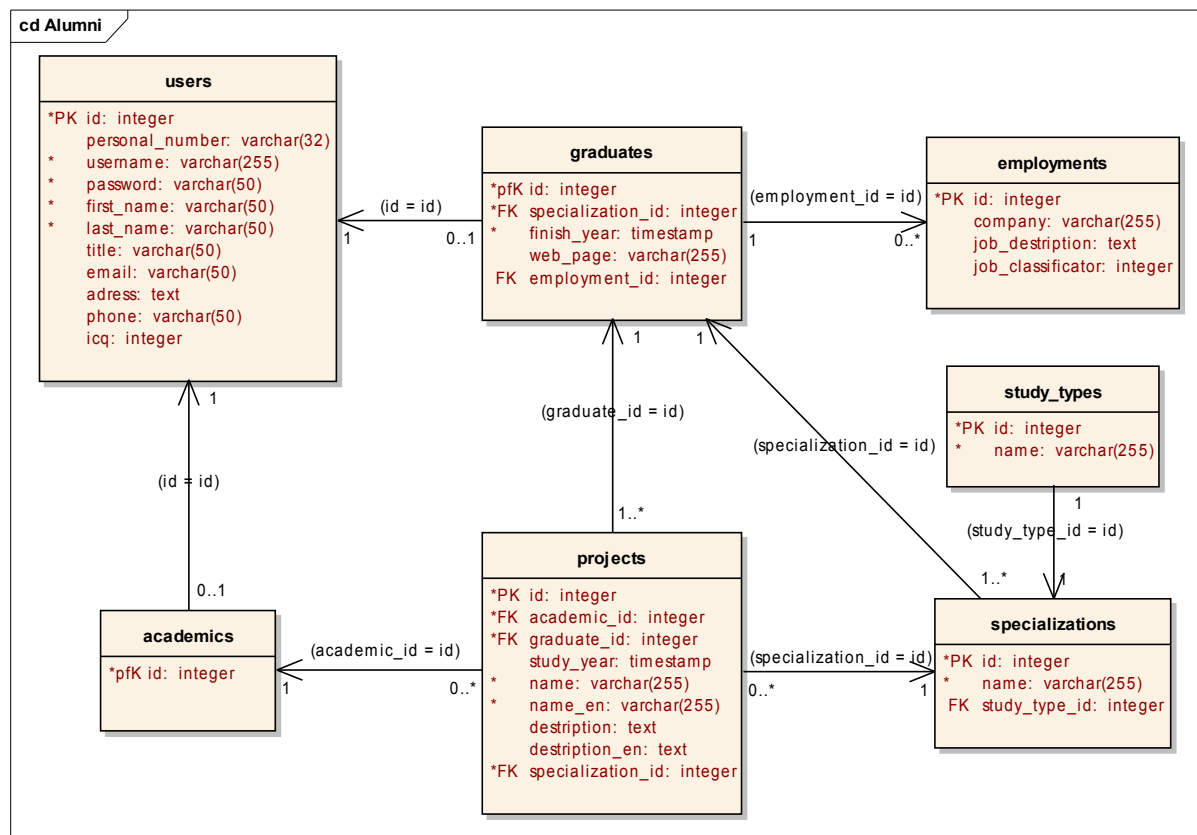 cd Alumni
users
*PK id: integer
personal_number: varchar(32)
* username: varchar(255)
* password: varchar(50)
* first_name: varchar(50)
* last_name: varchar(50)
title: varchar(50)
email: varchar(50)
adress: text
phone: varchar(50)
icq: integer
(id = id)
1
0..1
graduates
*pfK id: integer
*FK specialization_id: integer
* finish_year: timestamp
web_page: varchar(255)
FK employment_id: integer
(employment_id = id)
1
0..*
employments
*PK id: integer
company: varchar(255)
job_destription: text
job_classificator: integer
1
(id = id)
0..1
1
(graduate_id = id)
1..*
1
(specialization_id = id)
1..*
study_types
*PK id: integer
* name: varchar(255)
1
(study_type_id = id)
1
academics
*pfK id: integer
(academic_id = id)
1
0..*
projects
*PK id: integer
*FK academic_id: integer
*FK graduate_id: integer
study_year: timestamp
* name: varchar(255)
* name_en: varchar(255)
destription: text
destription_en: text
*FK specialization_id: integer
(specialization_id = id)
0..*
1
specializations
*PK id: integer
* name: varchar(255)
FK study_type_id: integer